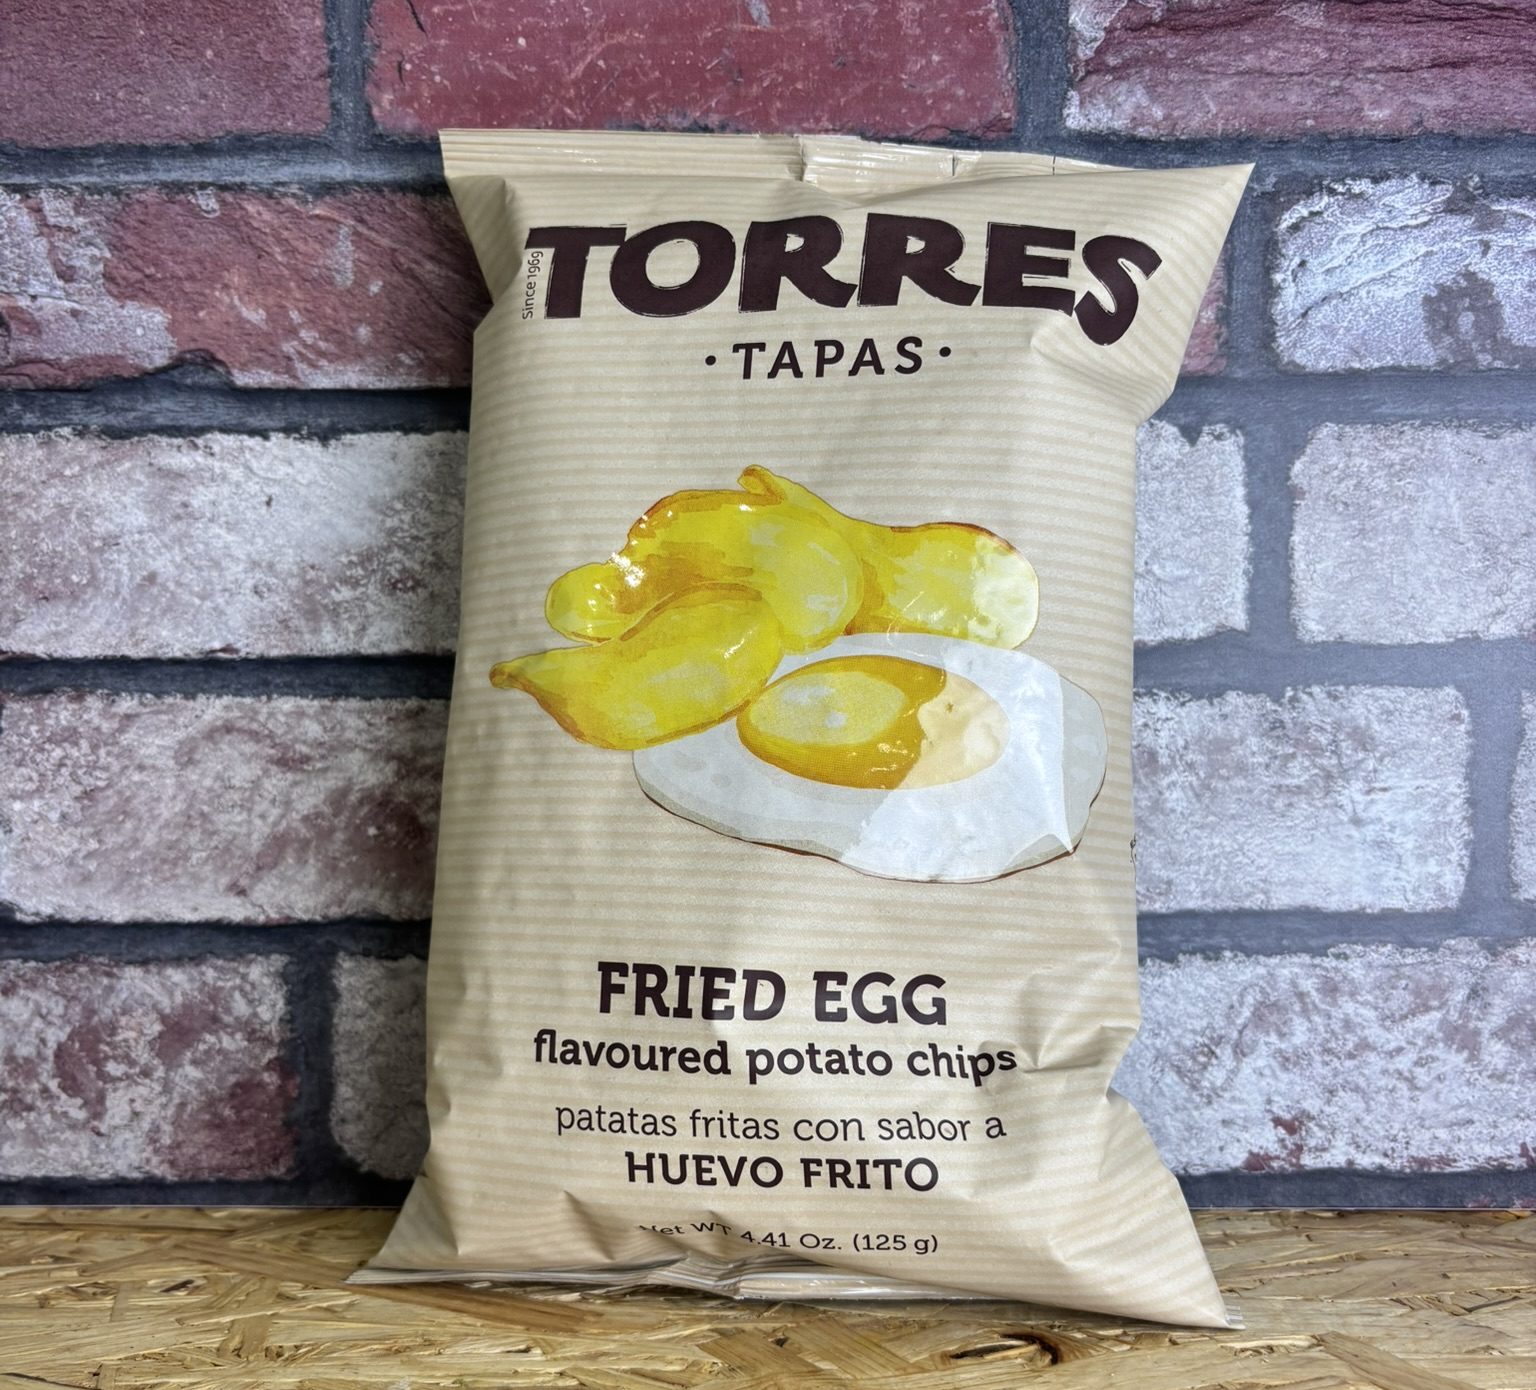 Since 1969
TORRES
· TAPAS ·
FRIED EGG
flavoured potato chips
patatas fritas con sabor a
HUEVO FRITO
Net WT 4.41 Oz. (125 g)